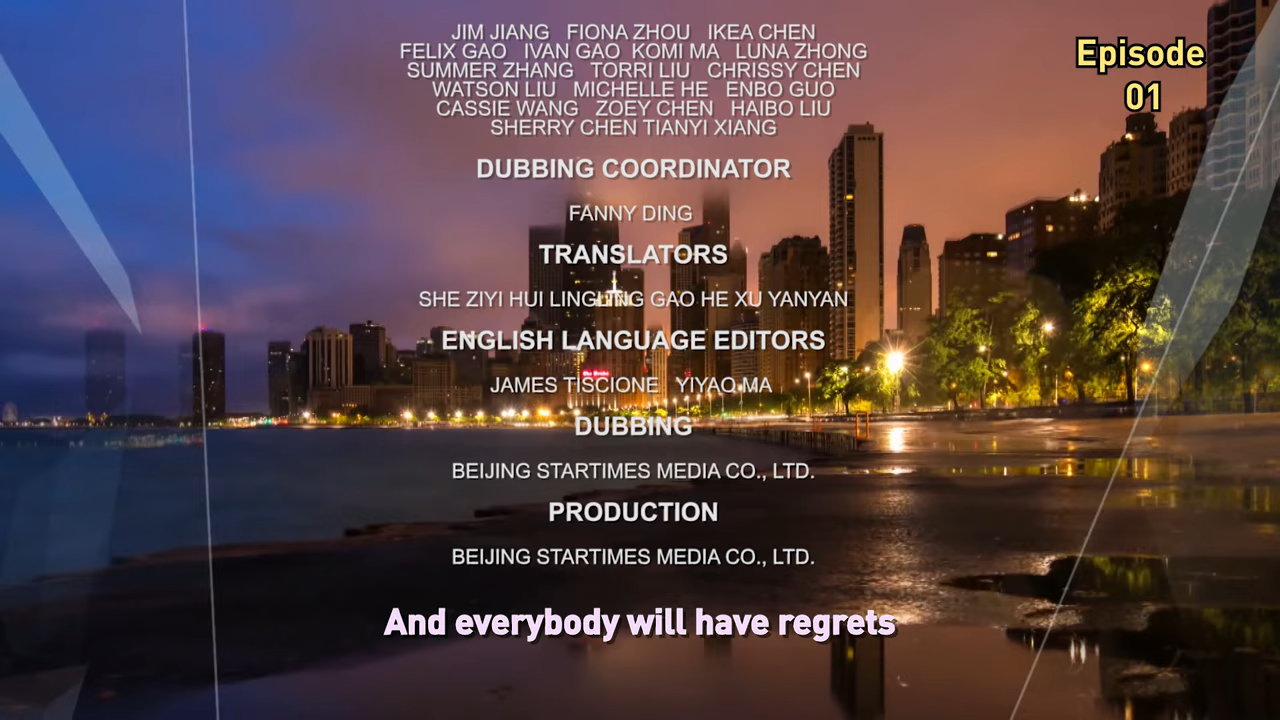 JIM JIANG FIONA ZHOU IKEA CHEN
FELIX GAO IVAN GAO KOMI MA LUNA ZHONG
SUMMER ZHANG TORRI LIU CHRISSY CHEN
WATSON LIU MICHELLE HE ENBO GUO
CASSIE WANG ZOEY CHEN HAIBO LIU
SHERRY CHEN TIANYI XIANG
Episode
01
DUBBING COORDINATOR
FANNY DING
TRANSLATORS
SHE ZIYI HUI LINGLING GAO HE XU YANYAN
ENGLISH LANGUAGE EDITORS
JAMES TISCIONE YIYAO MA
DUBBING
BEIJING STARTIMES MEDIA CO., LTD.
PRODUCTION
BEIJING STARTIMES MEDIA CO., LTD.
And everybody will have regrets